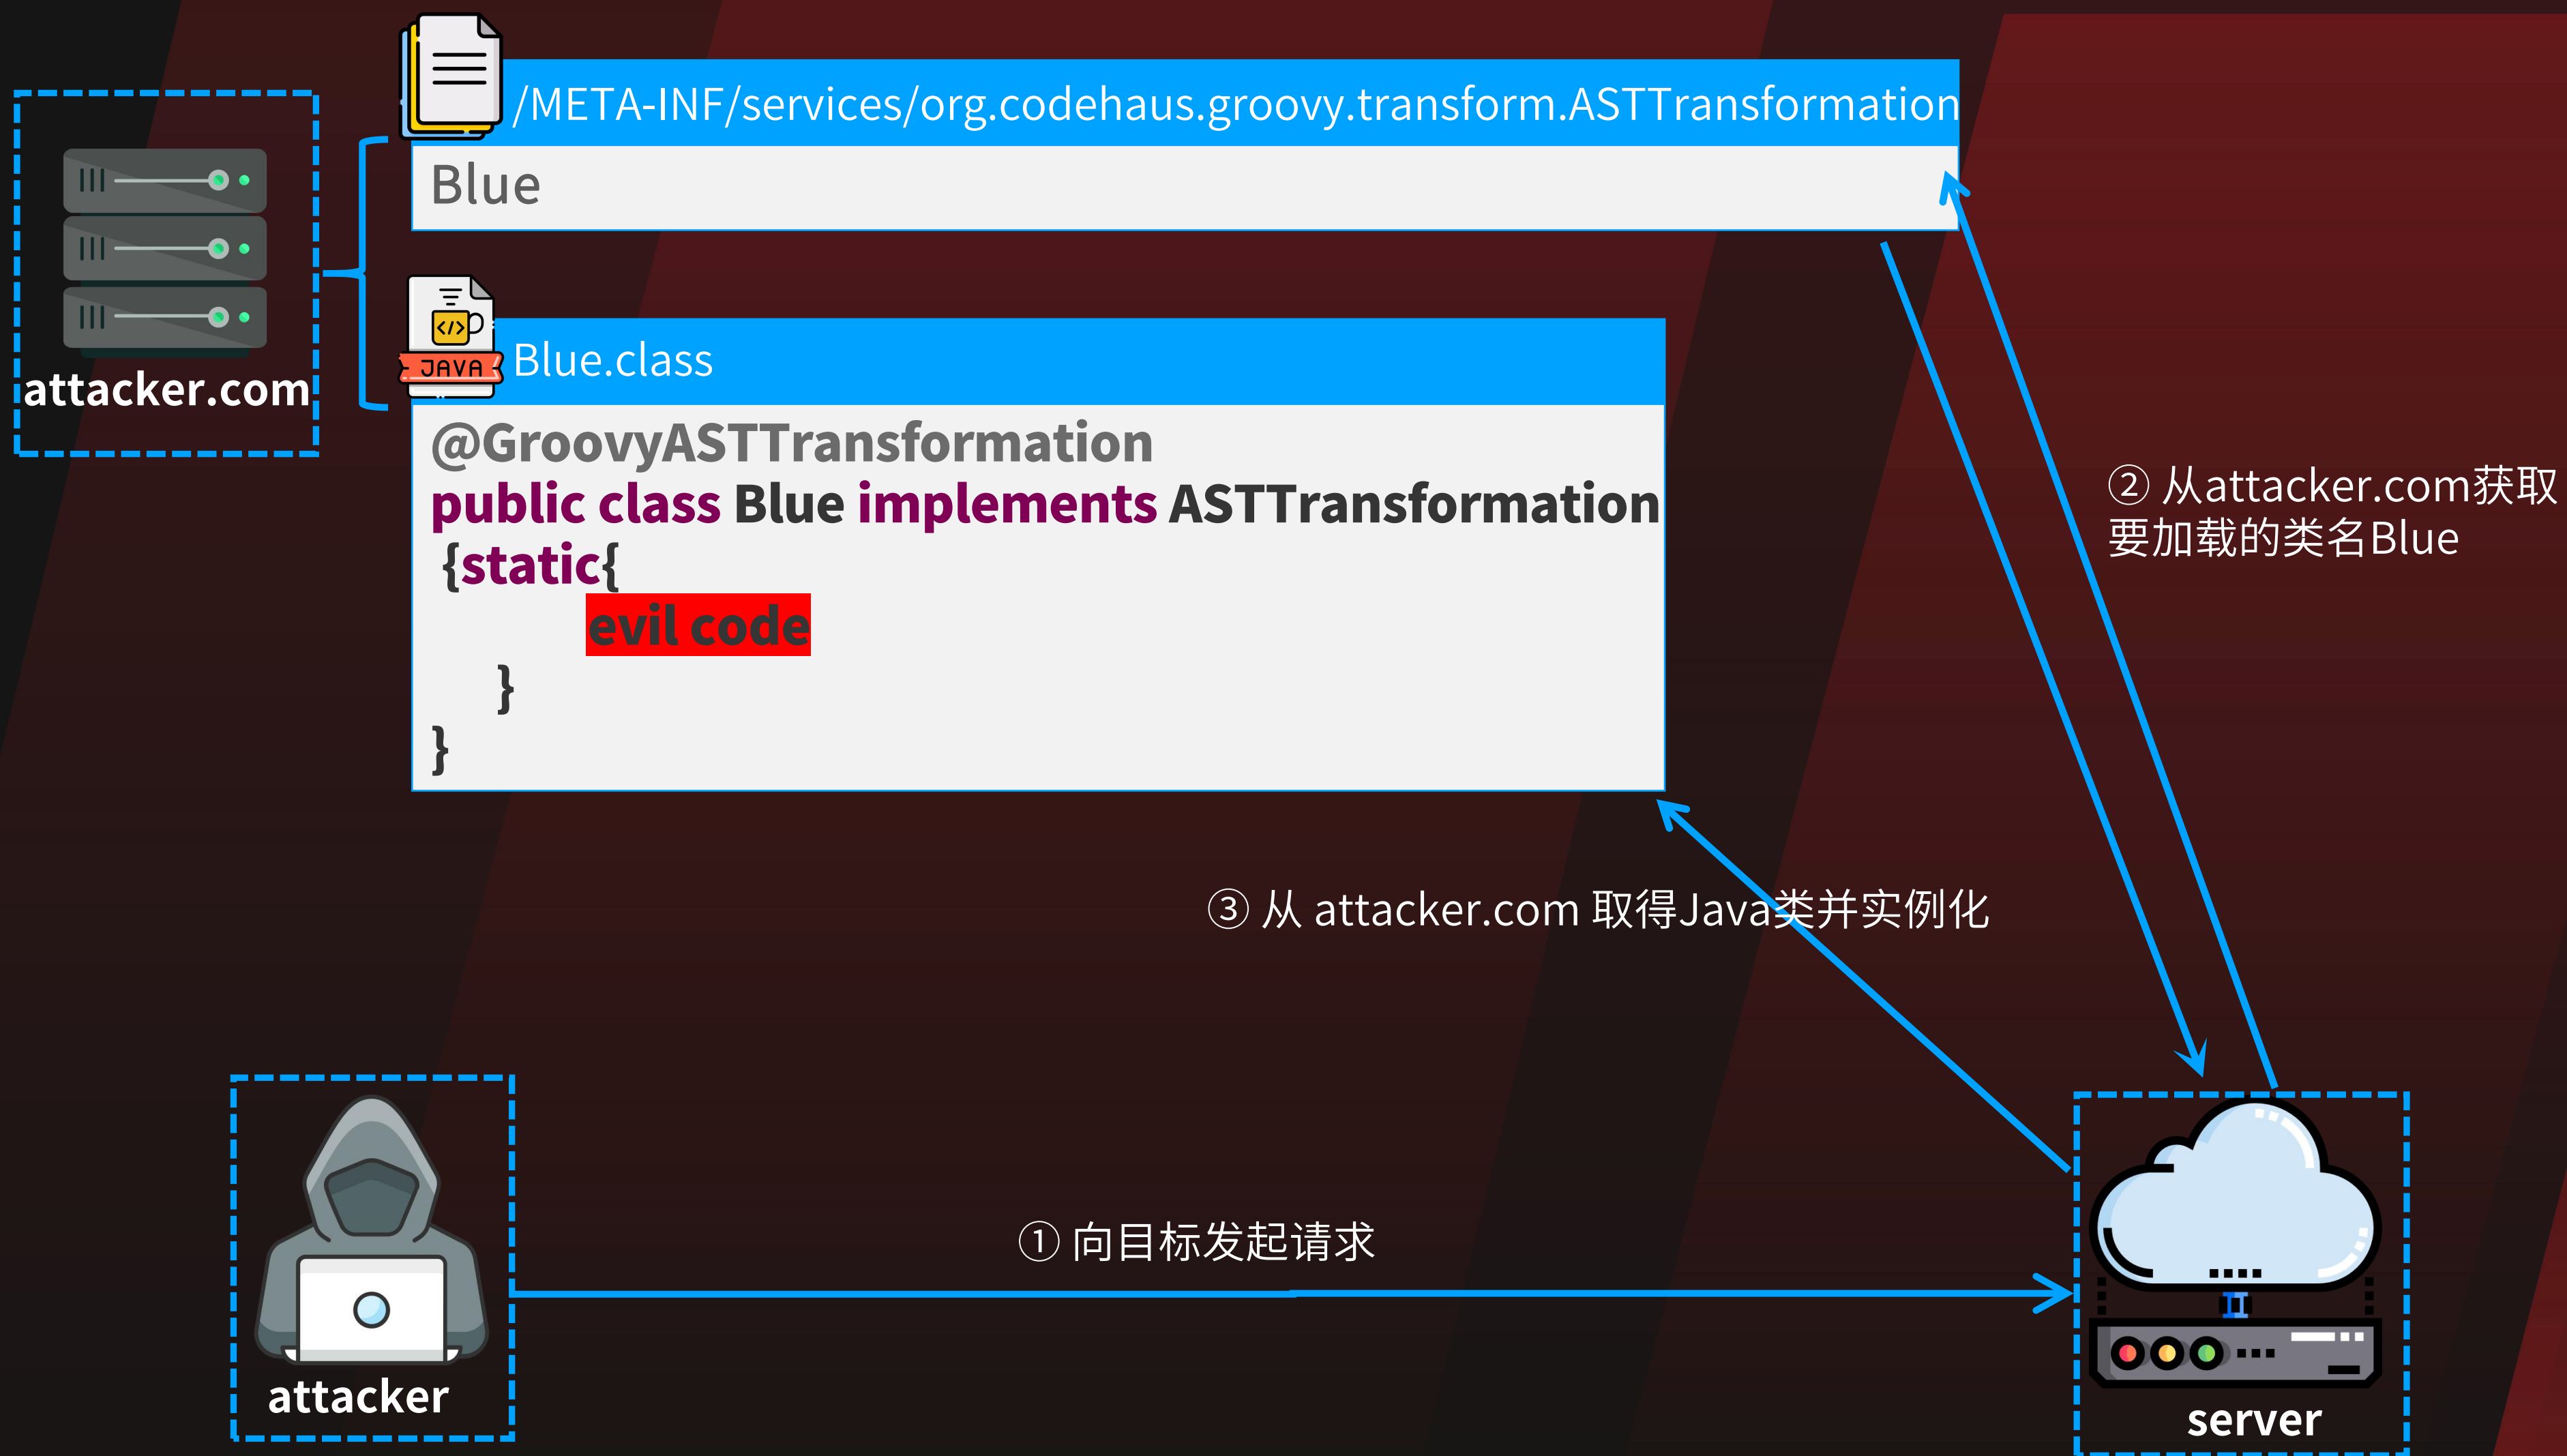 /META-INF/services/org.codehaus.groovy.transform.ASTTransformation
Blue
attacker.com
JAVA
Blue.class
@GroovyASTTransformation
public class Blue implements ASTTransformation
{static{
evil code
}
}
② 从attacker.com获取
要加载的类名Blue
③ 从 attacker.com 取得Java类并实例化
① 向目标发起请求
attacker
server